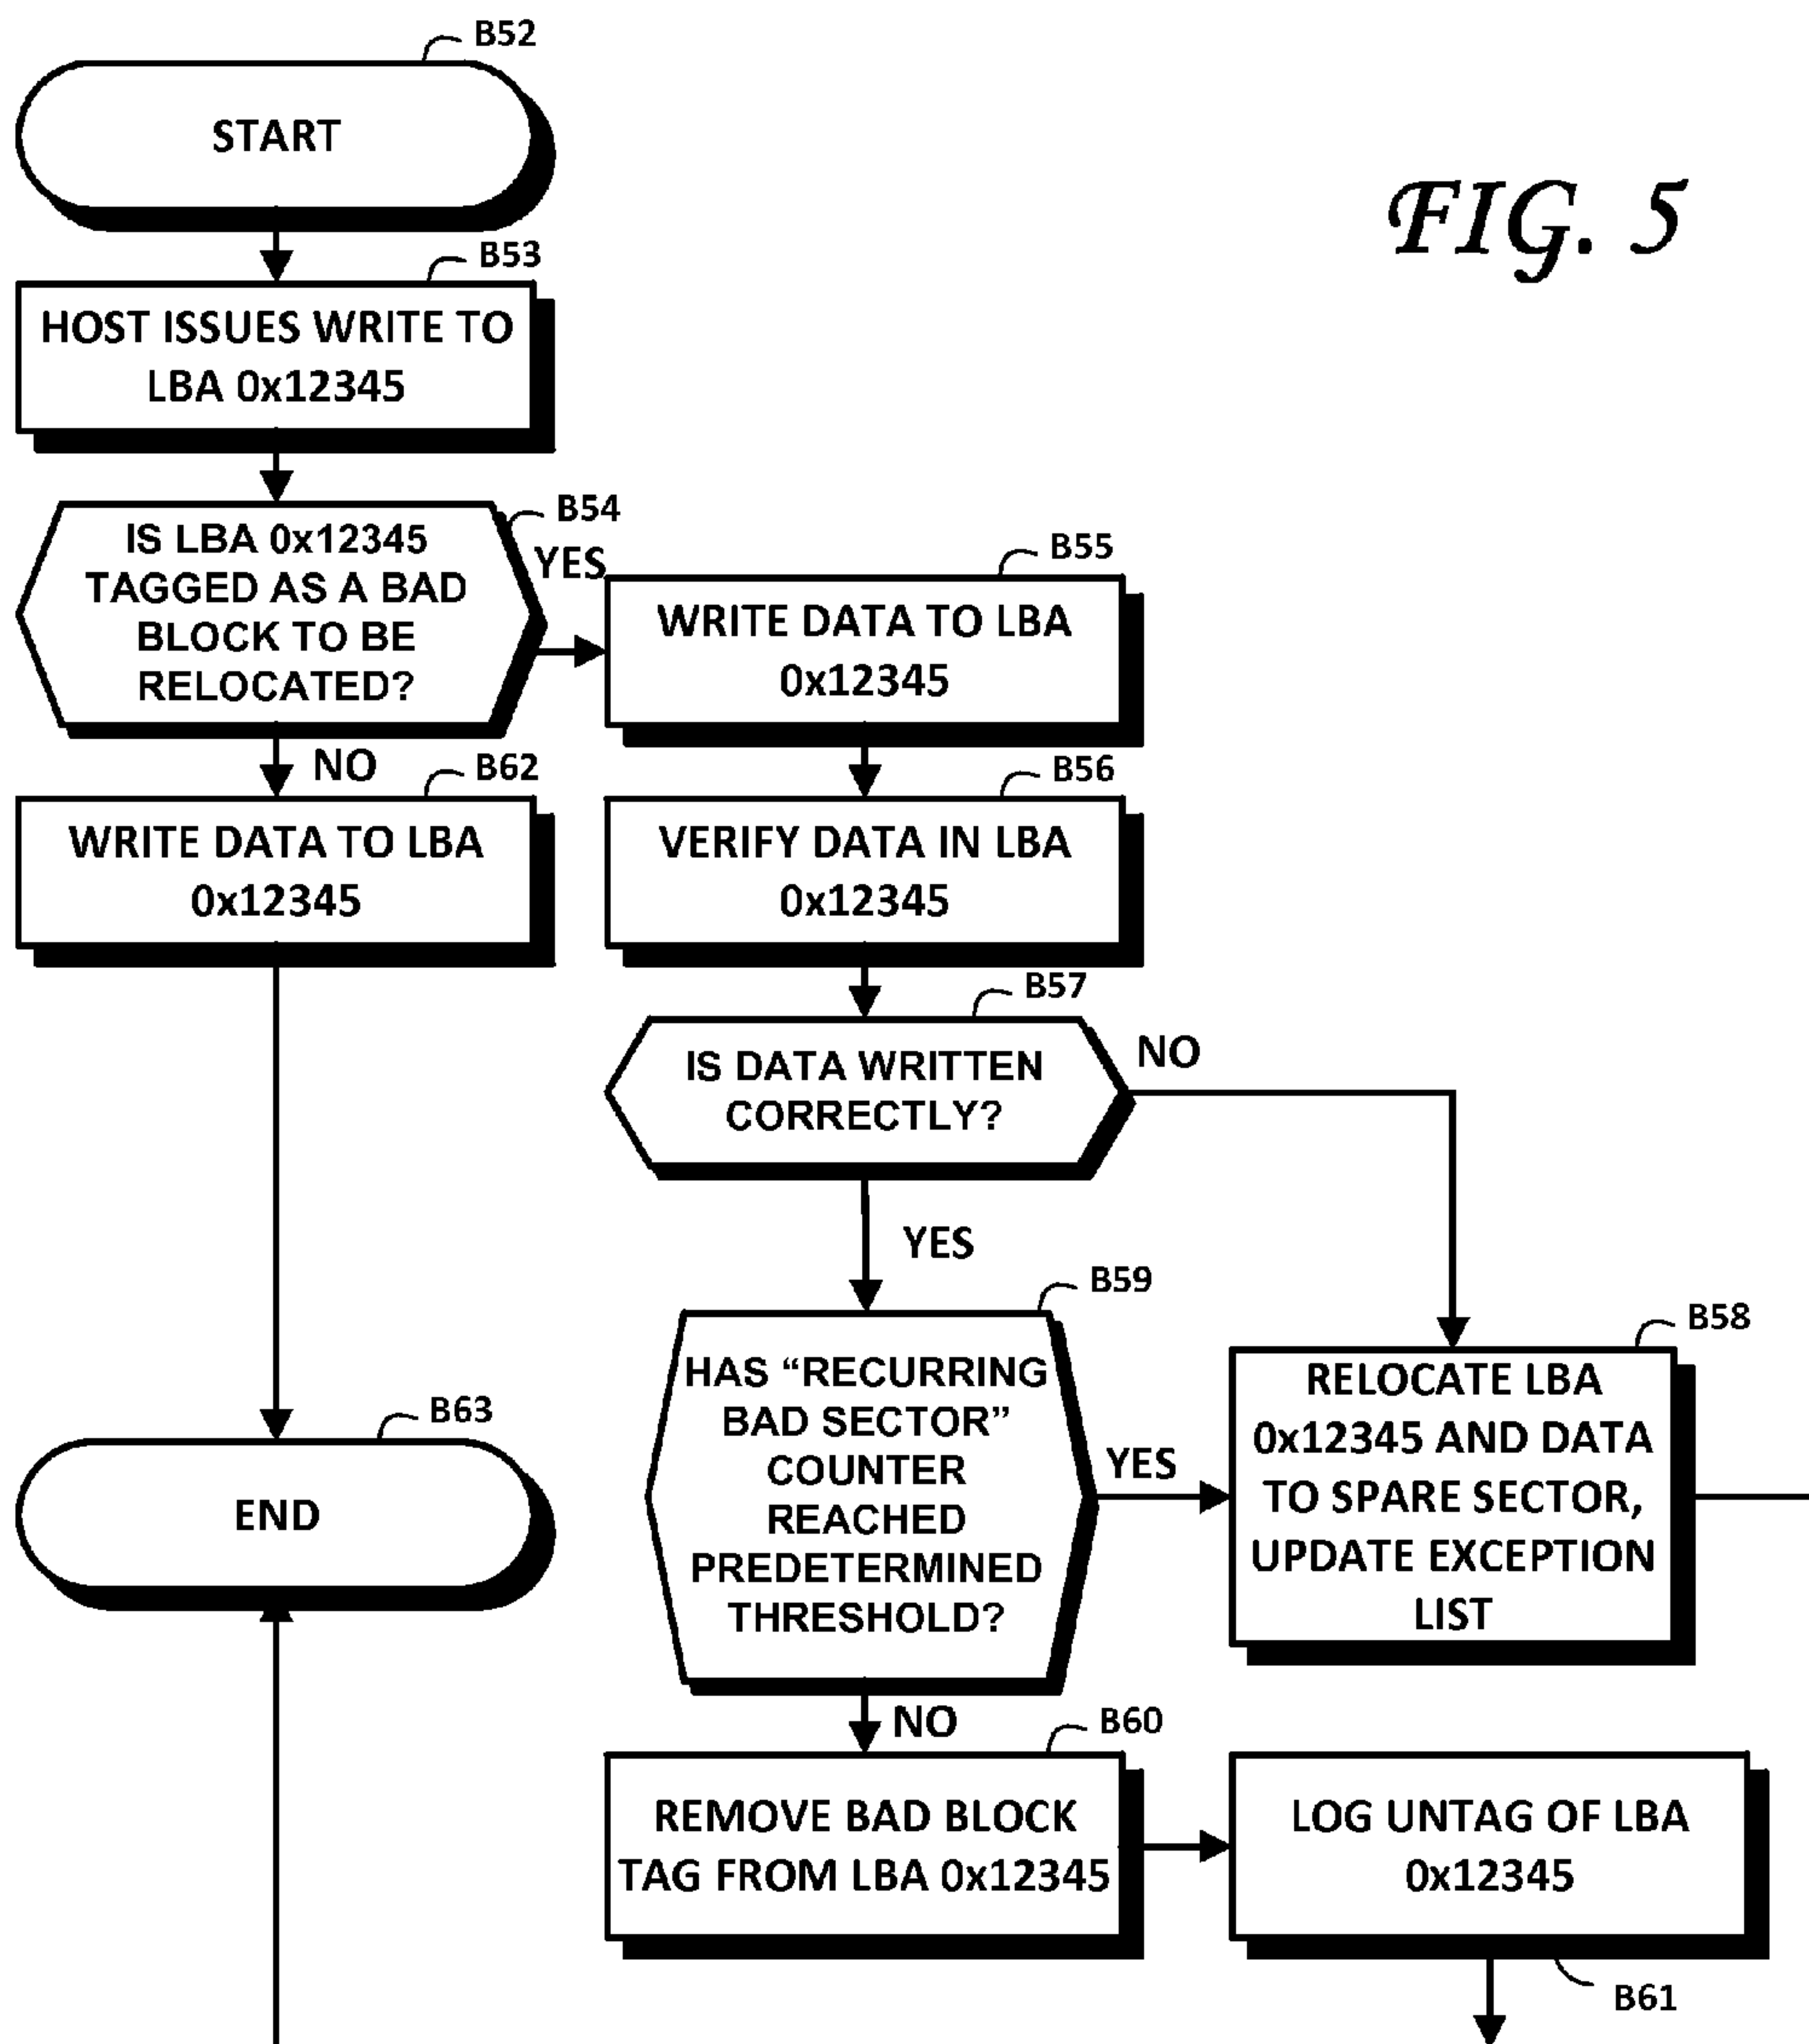 B52
START
FIG. 5
B53
HOST ISSUES WRITE TO
LBA 0x12345
B54
IS LBA 0x12345
TAGGED AS A BAD
BLOCK TO BE
RELOCATED?
YES
B55
WRITE DATA TO LBA
0x12345
NO
B62
WRITE DATA TO LBA
0x12345
B56
VERIFY DATA IN LBA
0x12345
B57
IS DATA WRITTEN
CORRECTLY?
NO
YES
B59
HAS “RECURRING
BAD SECTOR”
COUNTER
REACHED
PREDETERMINED
THRESHOLD?
YES
B58
RELOCATE LBA
0x12345 AND DATA
TO SPARE SECTOR,
UPDATE EXCEPTION
LIST
B63
END
NO
B60
REMOVE BAD BLOCK
TAG FROM LBA 0x12345
LOG UNTAG OF LBA
0x12345
B61